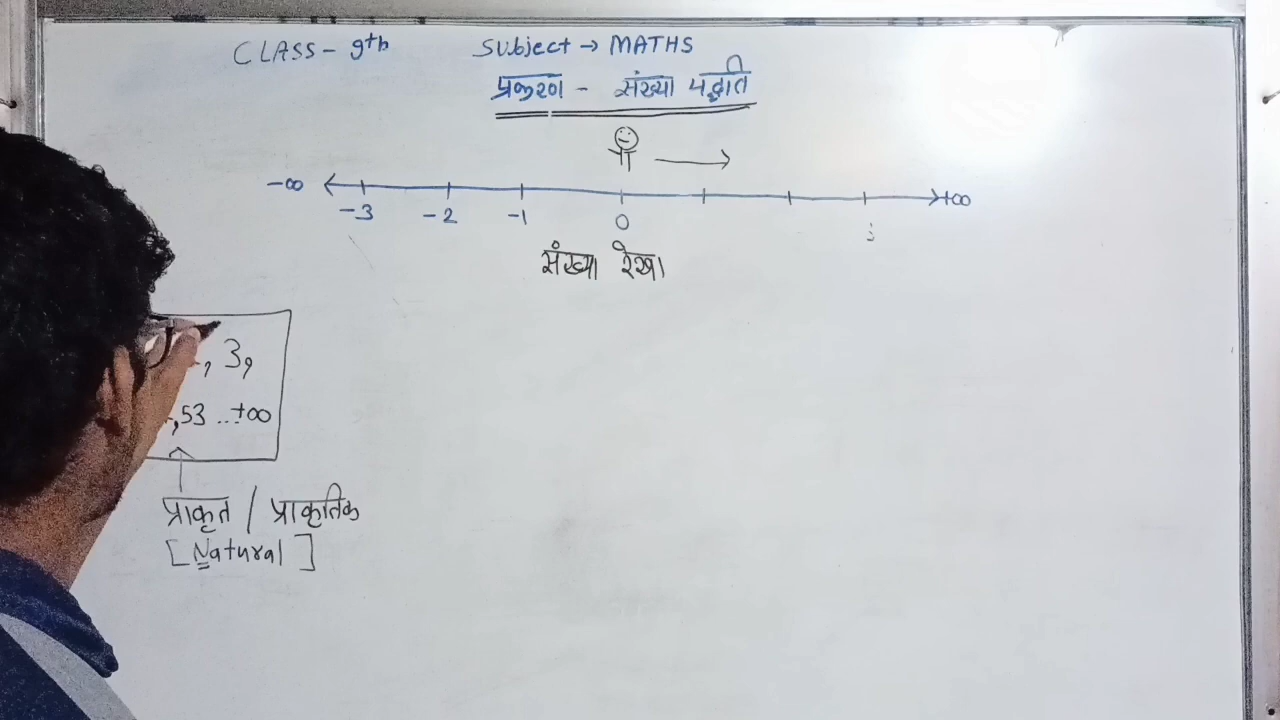 CLASS- 9th Subject → MATHS
प्रकरण - संख्या पद्धति
-∞ -3 -2 -1 0 +∞
संख्या रेखा
, 3,
,53 ...+∞
प्राकृत / प्राकृतिक
[Natural]